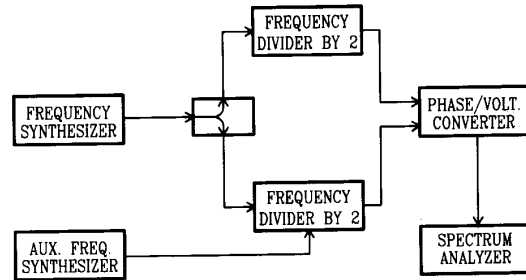 FREQUENCY
DIVIDER BY 2
FREQUENCY
SYNTHESIZER
PHASE/VOLT.
CONVERTER
FREQUENCY
DIVIDER BY 2
AUX. FREQ.
SYNTHESIZER
SPECTRUM
ANALYZER